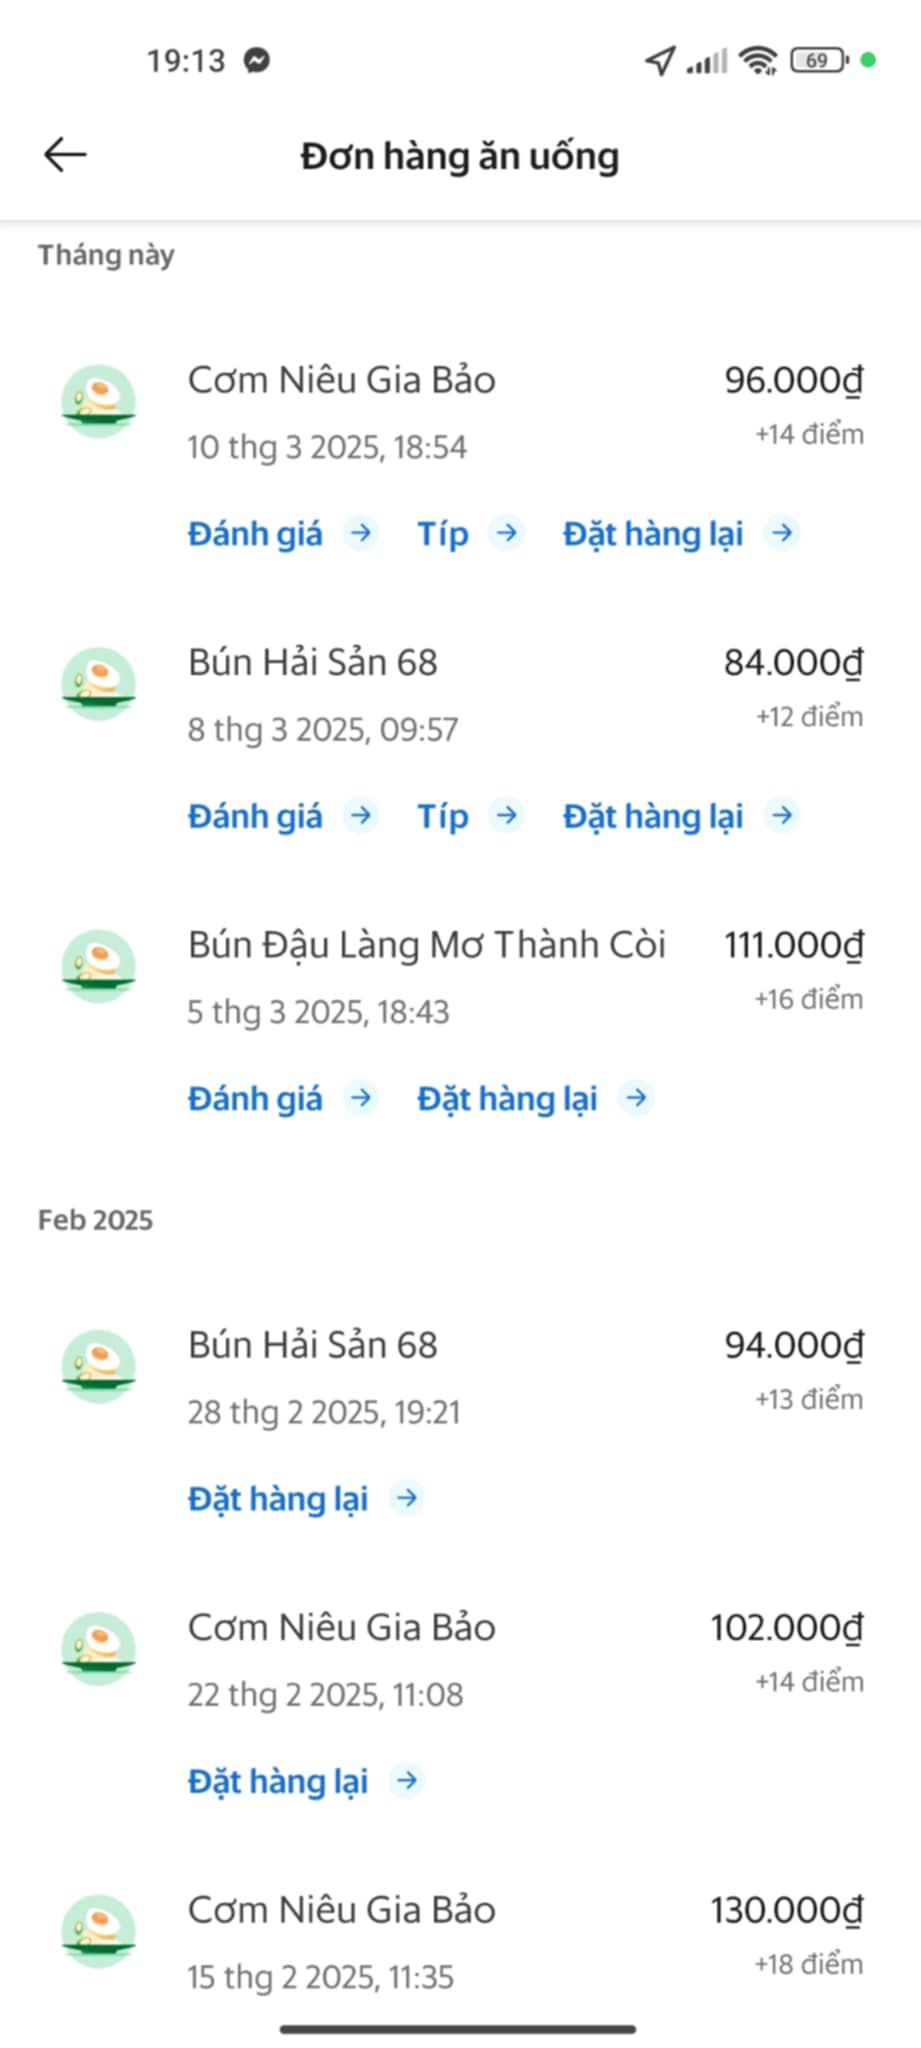 19:13
69
Đơn hàng ăn uống
Tháng này
Cơm Niêu Gia Bảo 96.000₫
10 thg 3 2025, 18:54 +14 điểm
Đánh giá Típ Đặt hàng lại
Bún Hải Sản 68 84.000₫
8 thg 3 2025, 09:57 +12 điểm
Đánh giá Típ Đặt hàng lại
Bún Đậu Làng Mơ Thành Còi 111.000₫
5 thg 3 2025, 18:43 +16 điểm
Đánh giá Đặt hàng lại
Feb 2025
Bún Hải Sản 68 94.000₫
28 thg 2 2025, 19:21 +13 điểm
Đặt hàng lại
Cơm Niêu Gia Bảo 102.000₫
22 thg 2 2025, 11:08 +14 điểm
Đặt hàng lại
Cơm Niêu Gia Bảo 130.000₫
15 thg 2 2025, 11:35 +18 điểm